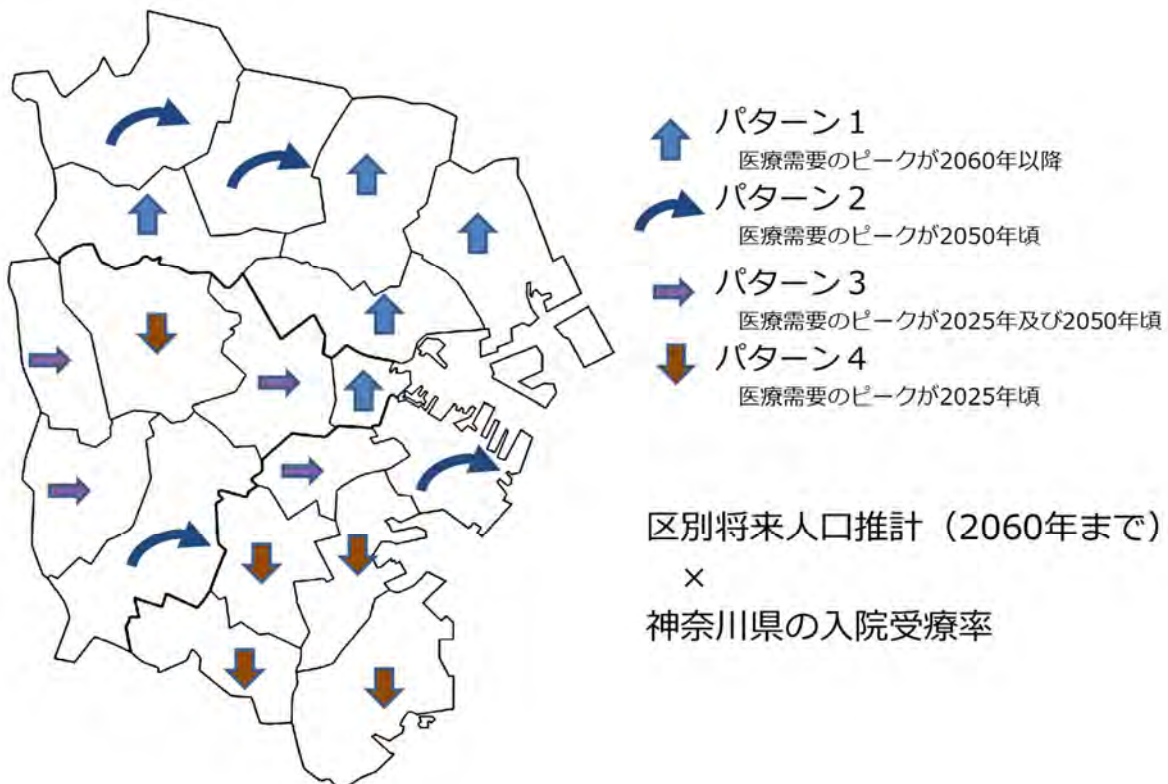 パターン1
医療需要のピークが2060年以降
パターン2
医療需要のピークが2050年頃
パターン3
医療需要のピークが2025年及び2050年頃
パターン4
医療需要のピークが2025年頃
区別将来人口推計（2060年まで）
×
神奈川県の入院受療率